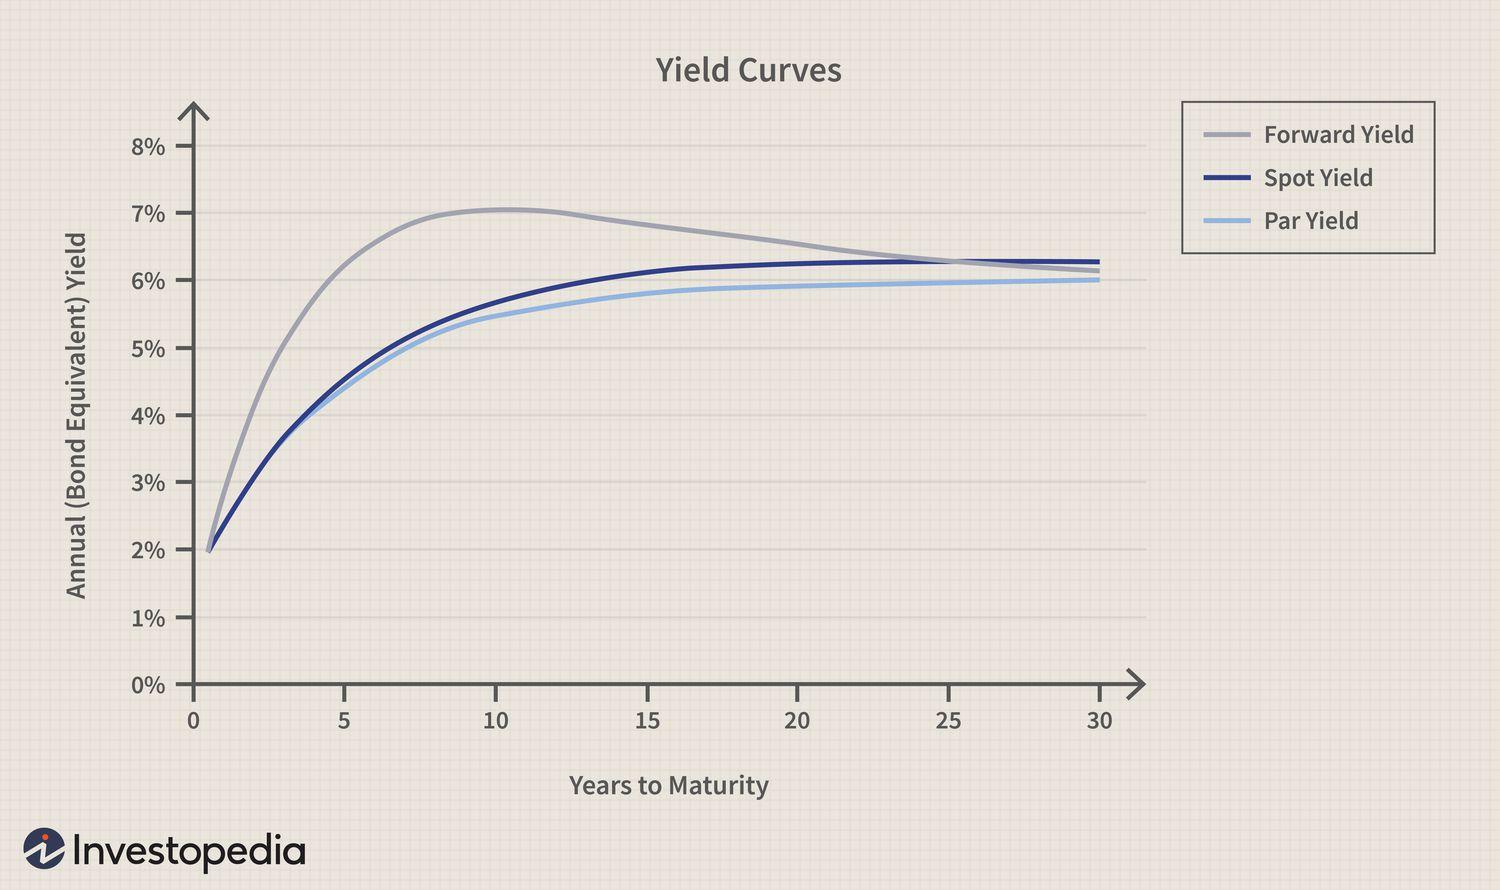 Yield Curves
Forward Yield
Spot Yield
Par Yield
Annual (Bond Equivalent) Yield
8%
7%
6%
5%
4%
3%
2%
1%
0%
0 5 10 15 20 25 30
Years to Maturity
Investopedia